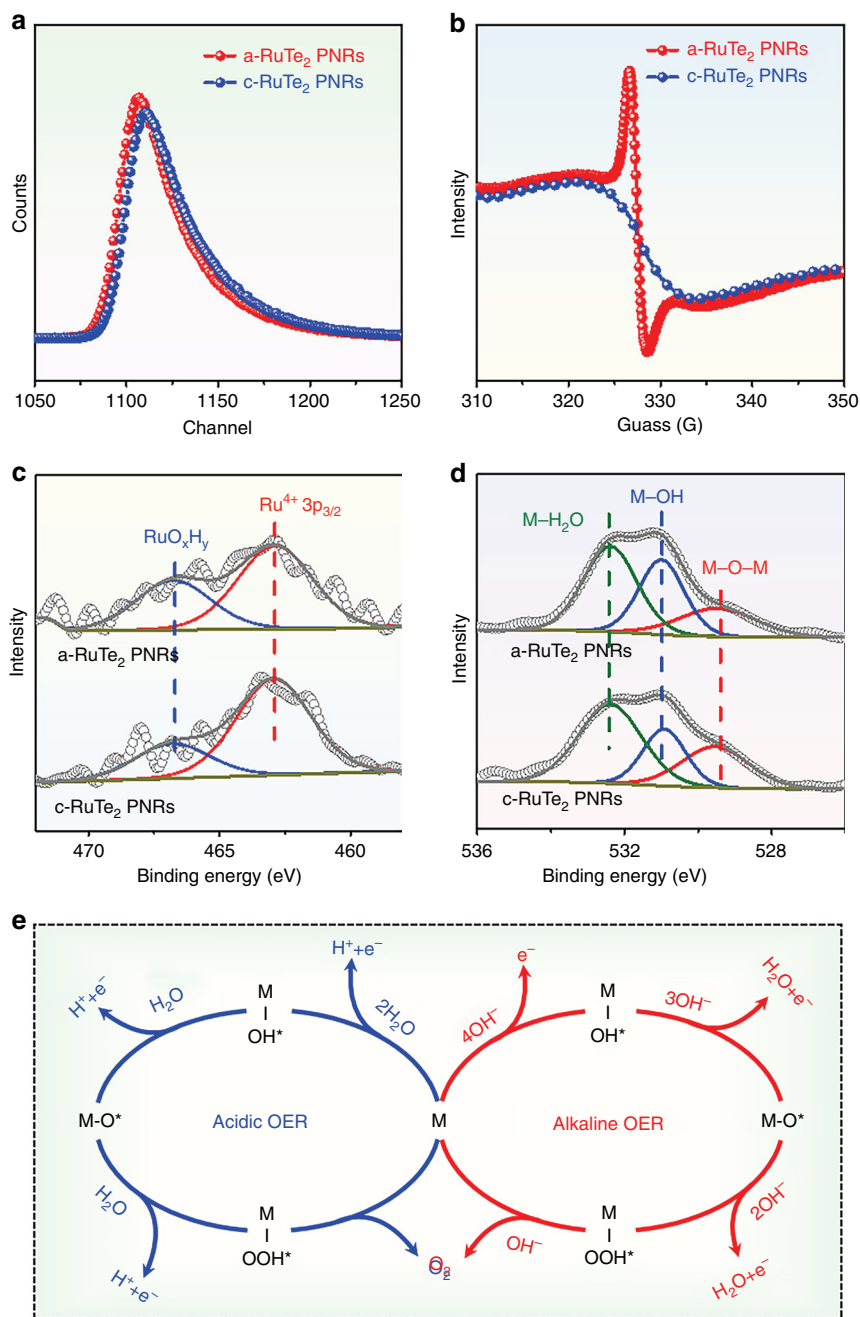 a
a-RuTe₂ PNRs
c-RuTe₂ PNRs
Counts
1050 1100 1150 1200 1250
Channel
b
a-RuTe₂ PNRs
c-RuTe₂ PNRs
Intensity
310 320 330 340 350
Guass (G)
c
Ru⁴⁺ 3p₃/₂
RuOₓHᵧ
a-RuTe₂ PNRs
c-RuTe₂ PNRs
Intensity
470 465 460
Binding energy (eV)
d
M–OH
M–H₂O
M–O–M
a-RuTe₂ PNRs
c-RuTe₂ PNRs
Intensity
536 532 528
Binding energy (eV)
e
H⁺+e⁻
H₂O
M
OH*
H⁺+e⁻
2H₂O
e⁻
4OH⁻
M
OH*
3OH⁻
H₂O+e⁻
M-O*
Acidic OER
M
Alkaline OER
M-O*
H₂O
H⁺+e⁻
M
OOH*
O₂
O₂
OH⁻
M
OOH*
2OH⁻
H₂O+e⁻